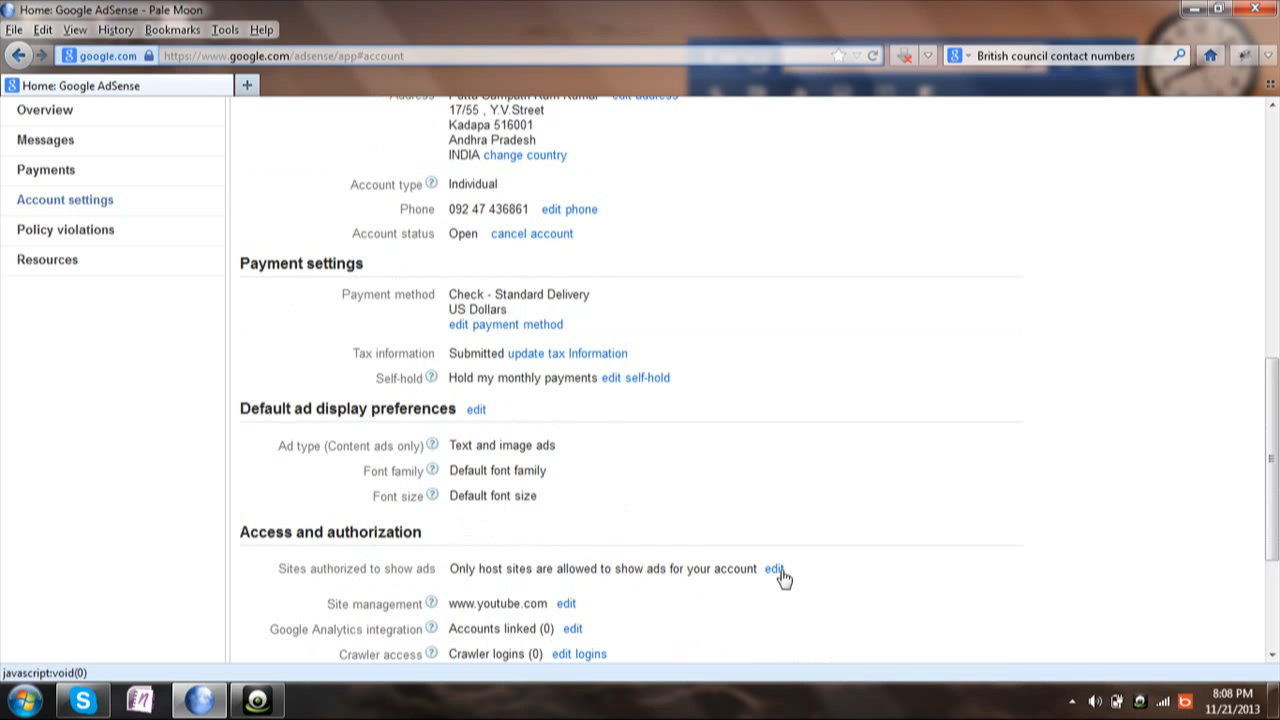 Home: Google AdSense - Pale Moon
File Edit View History Bookmarks Tools Help
google.com https://www.google.com/adsense/app#account British council contact numbers
Home: Google AdSense
Overview
Messages
Payments
Account settings
Policy violations
Resources
17/55 , Y.V.Street
Kadapa 516001
Andhra Pradesh
INDIA change country
Account type Individual
Phone 092 47 436861 edit phone
Account status Open cancel account
Payment settings
Payment method Check - Standard Delivery
US Dollars
edit payment method
Tax information Submitted update tax Information
Self-hold Hold my monthly payments edit self-hold
Default ad display preferences edit
Ad type (Content ads only) Text and image ads
Font family Default font family
Font size Default font size
Access and authorization
Sites authorized to show ads Only host sites are allowed to show ads for your account edit
Site management www.youtube.com edit
Google Analytics integration Accounts linked (0) edit
Crawler access Crawler logins (0) edit logins
javascript:void(0)
8:08 PM
11/21/2013